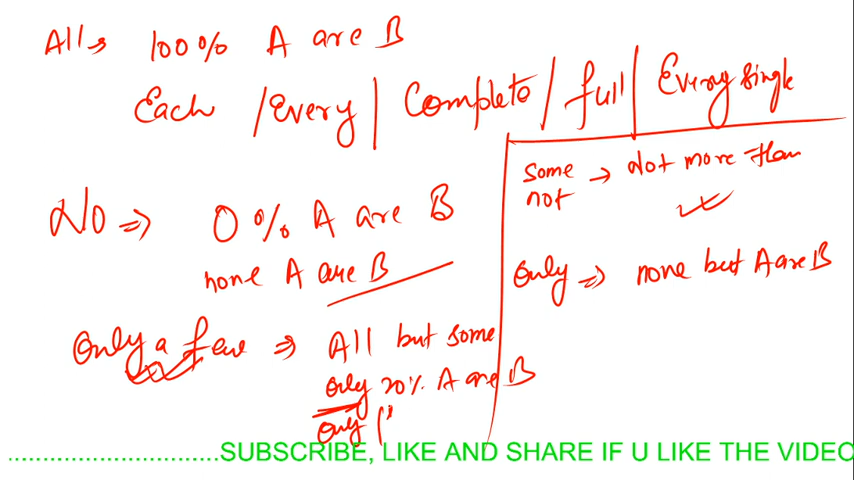 All → 100% A are B
Each / Every | Complete / full | Every single
No ⇒ 0% A are B
none A are B
Only a few ⇒ All but some
only 20% A are B
only (
Some not → Not more than
Only ⇒ none but A are B
..............................SUBSCRIBE, LIKE AND SHARE IF U LIKE THE VIDEO